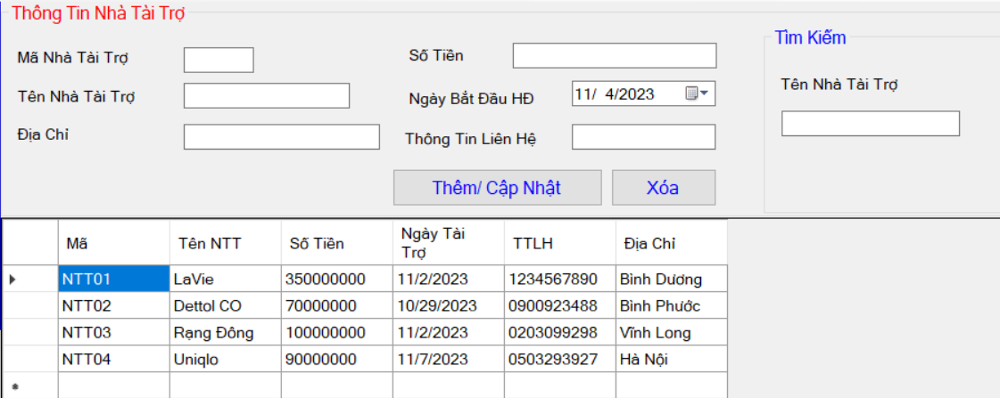 Thông Tin Nhà Tài Trợ
Mã Nhà Tài Trợ
Tên Nhà Tài Trợ
Địa Chỉ
Số Tiền
Ngày Bắt Đầu HĐ 11/ 4/2023
Thông Tin Liên Hệ
Thêm/ Cập Nhật Xóa
Tìm Kiếm
Tên Nhà Tài Trợ
Mã Tên NTT Số Tiền Ngày Tài Trợ TTLH Địa Chỉ
NTT01 LaVie 350000000 11/2/2023 1234567890 Bình Dương
NTT02 Dettol CO 70000000 10/29/2023 0900923488 Bình Phước
NTT03 Rạng Đông 100000000 11/2/2023 0203099298 Vĩnh Long
NTT04 Uniqlo 90000000 11/7/2023 0503293927 Hà Nội